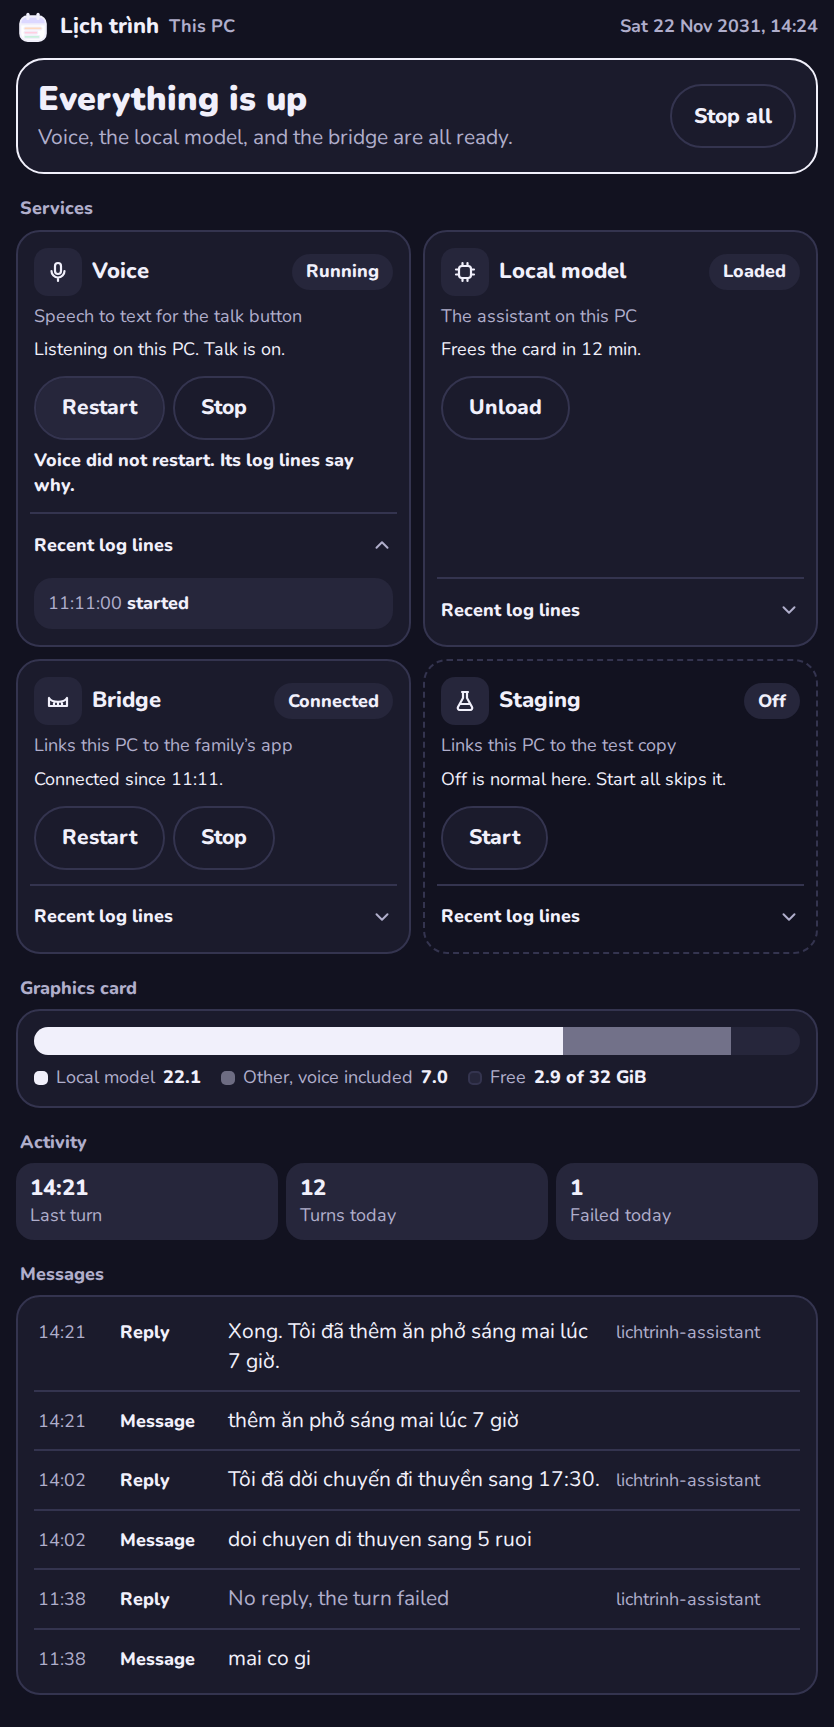 Lịch trình This PC
Sat 22 Nov 2031, 14:24
Everything is up
Voice, the local model, and the bridge are all ready.
Stop all
Services
Voice
Running
Speech to text for the talk button
Listening on this PC. Talk is on.
Restart
Stop
Voice did not restart. Its log lines say
why.
Recent log lines
11:11:00 started
Local model
Loaded
The assistant on this PC
Frees the card in 12 min.
Unload
Recent log lines
Bridge
Connected
Links this PC to the family’s app
Connected since 11:11.
Restart
Stop
Recent log lines
Staging
Off
Links this PC to the test copy
Off is normal here. Start all skips it.
Start
Recent log lines
Graphics card
Local model 22.1 Other, voice included 7.0 Free 2.9 of 32 GiB
Activity
14:21
Last turn
12
Turns today
1
Failed today
Messages
14:21 Reply Xong. Tôi đã thêm ăn phở sáng mai lúc lichtrinh-assistant
7 giờ.
14:21 Message thêm ăn phở sáng mai lúc 7 giờ
14:02 Reply Tôi đã dời chuyến đi thuyền sang 17:30. lichtrinh-assistant
14:02 Message doi chuyen di thuyen sang 5 ruoi
11:38 Reply No reply, the turn failed lichtrinh-assistant
11:38 Message mai co gi